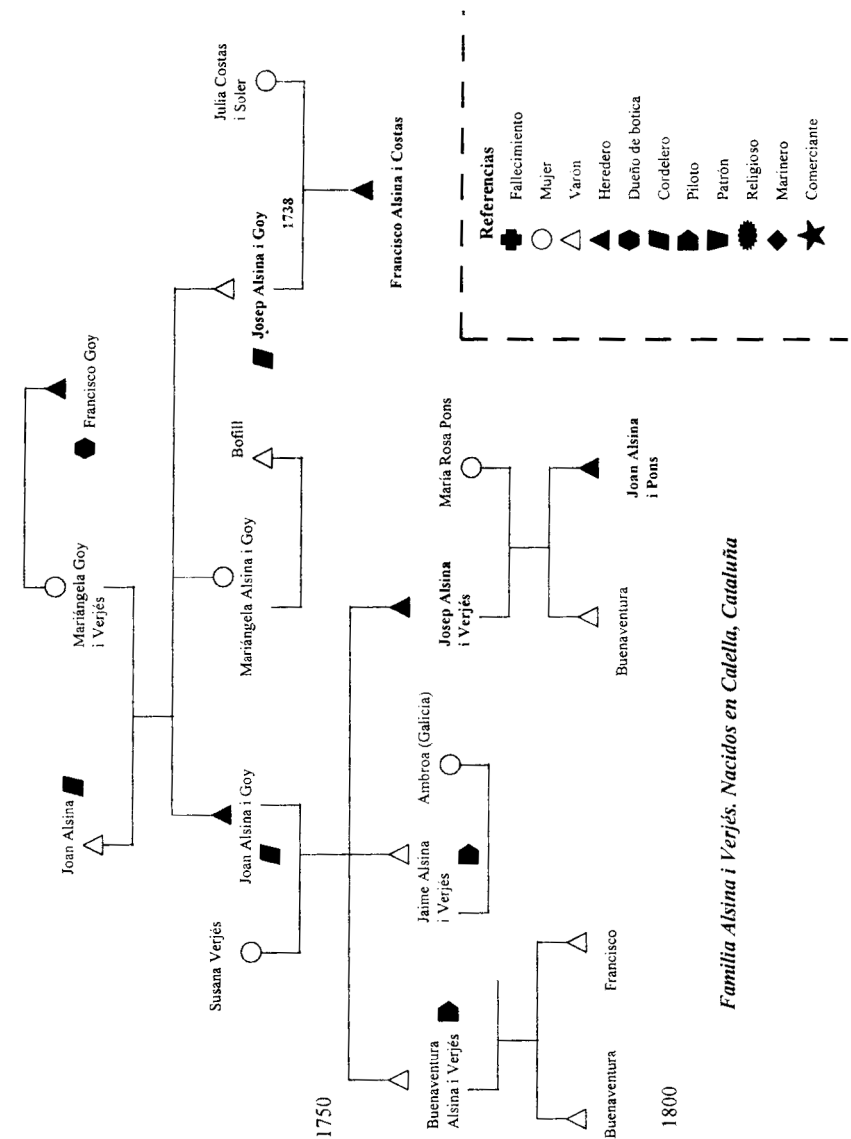 Francisco Goy
Mariángela Goy
i Verjés
Joan Alsina
Julia Costas
i Soler
1738
Josep Alsina i Goy
Bofill
Mariángela Alsina i Goy
Joan Alsina i Goy
Susana Verjés
Francisco Alsina i Costas
1750
María Rosa Pons
Josep Alsina
i Verjés
Ambroa (Galicia)
Jaime Alsina
i Verjés
Buenaventura
Alsina i Verjés
Joan Alsina
i Pons
Buenaventura
Francisco
Buenaventura
1800
Referencias
Fallecimiento
Mujer
Varón
Heredero
Dueño de botica
Cordelero
Piloto
Patrón
Religioso
Marinero
Comerciante
Familia Alsina i Verjés. Nacidos en Calella, Cataluña